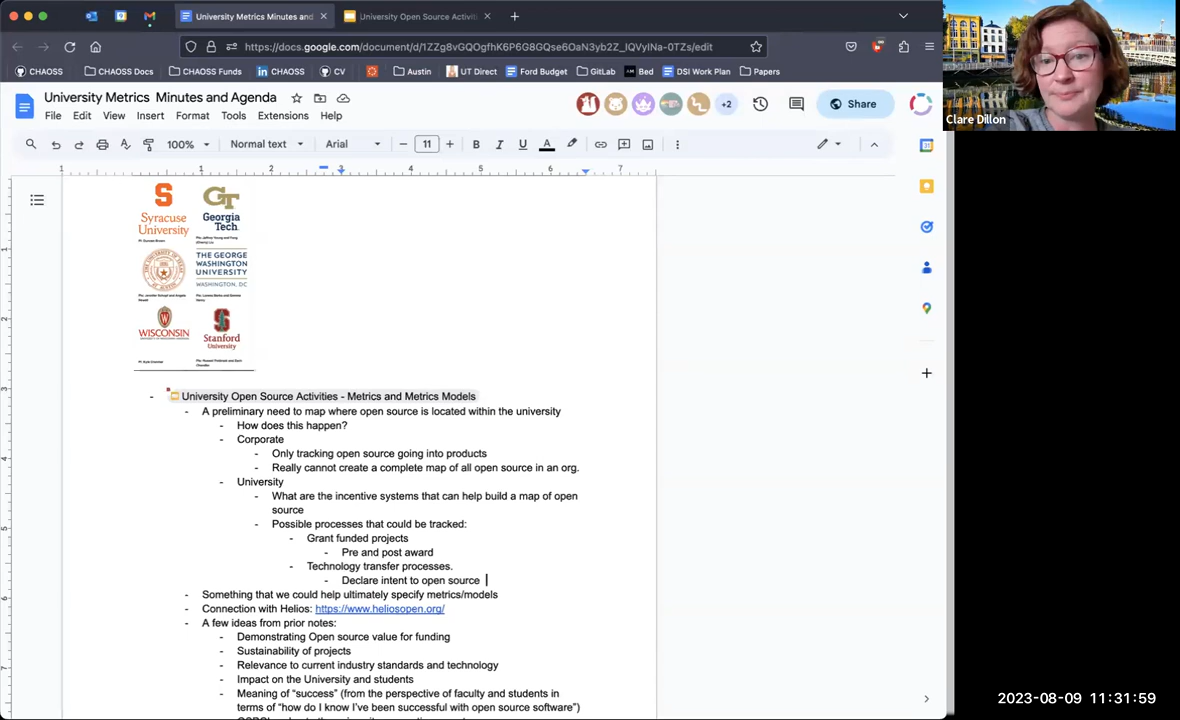 University Metrics Minutes and
University Open Source Activiti
https://docs.google.com/document/d/1ZZg8vGQOgfhK6P6G8GQse6OaN3yb2Z_IQVyINa-0TZs/edit
CHAOSS
CHAOSS Docs
CHAOSS Funds
CHAOSS
CV
Austin
UT Direct
Ford Budget
GitLab
Bed
DSI Work Plan
Papers
University Metrics Minutes and Agenda
File Edit View Insert Format Tools Extensions Help
+2
Share
100%
Normal text
Arial
11
Clare Dillon
Syracuse University
GT Georgia Tech
THE GEORGE WASHINGTON UNIVERSITY
WASHINGTON, DC
WISCONSIN
Stanford University
- University Open Source Activities - Metrics and Metrics Models
- A preliminary need to map where open source is located within the university
- How does this happen?
- Corporate
- Only tracking open source going into products
- Really cannot create a complete map of all open source in an org.
- University
- What are the incentive systems that can help build a map of open
source
- Possible processes that could be tracked:
- Grant funded projects
- Pre and post award
- Technology transfer processes.
- Declare intent to open source
- Something that we could help ultimately specify metrics/models
- Connection with Helios: https://www.heliosopen.org/
- A few ideas from prior notes:
- Demonstrating Open source value for funding
- Sustainability of projects
- Relevance to current industry standards and technology
- Impact on the University and students
- Meaning of “success” (from the perspective of faculty and students in
terms of “how do I know I’ve been successful with open source software”)
2023-08-09 11:31:59